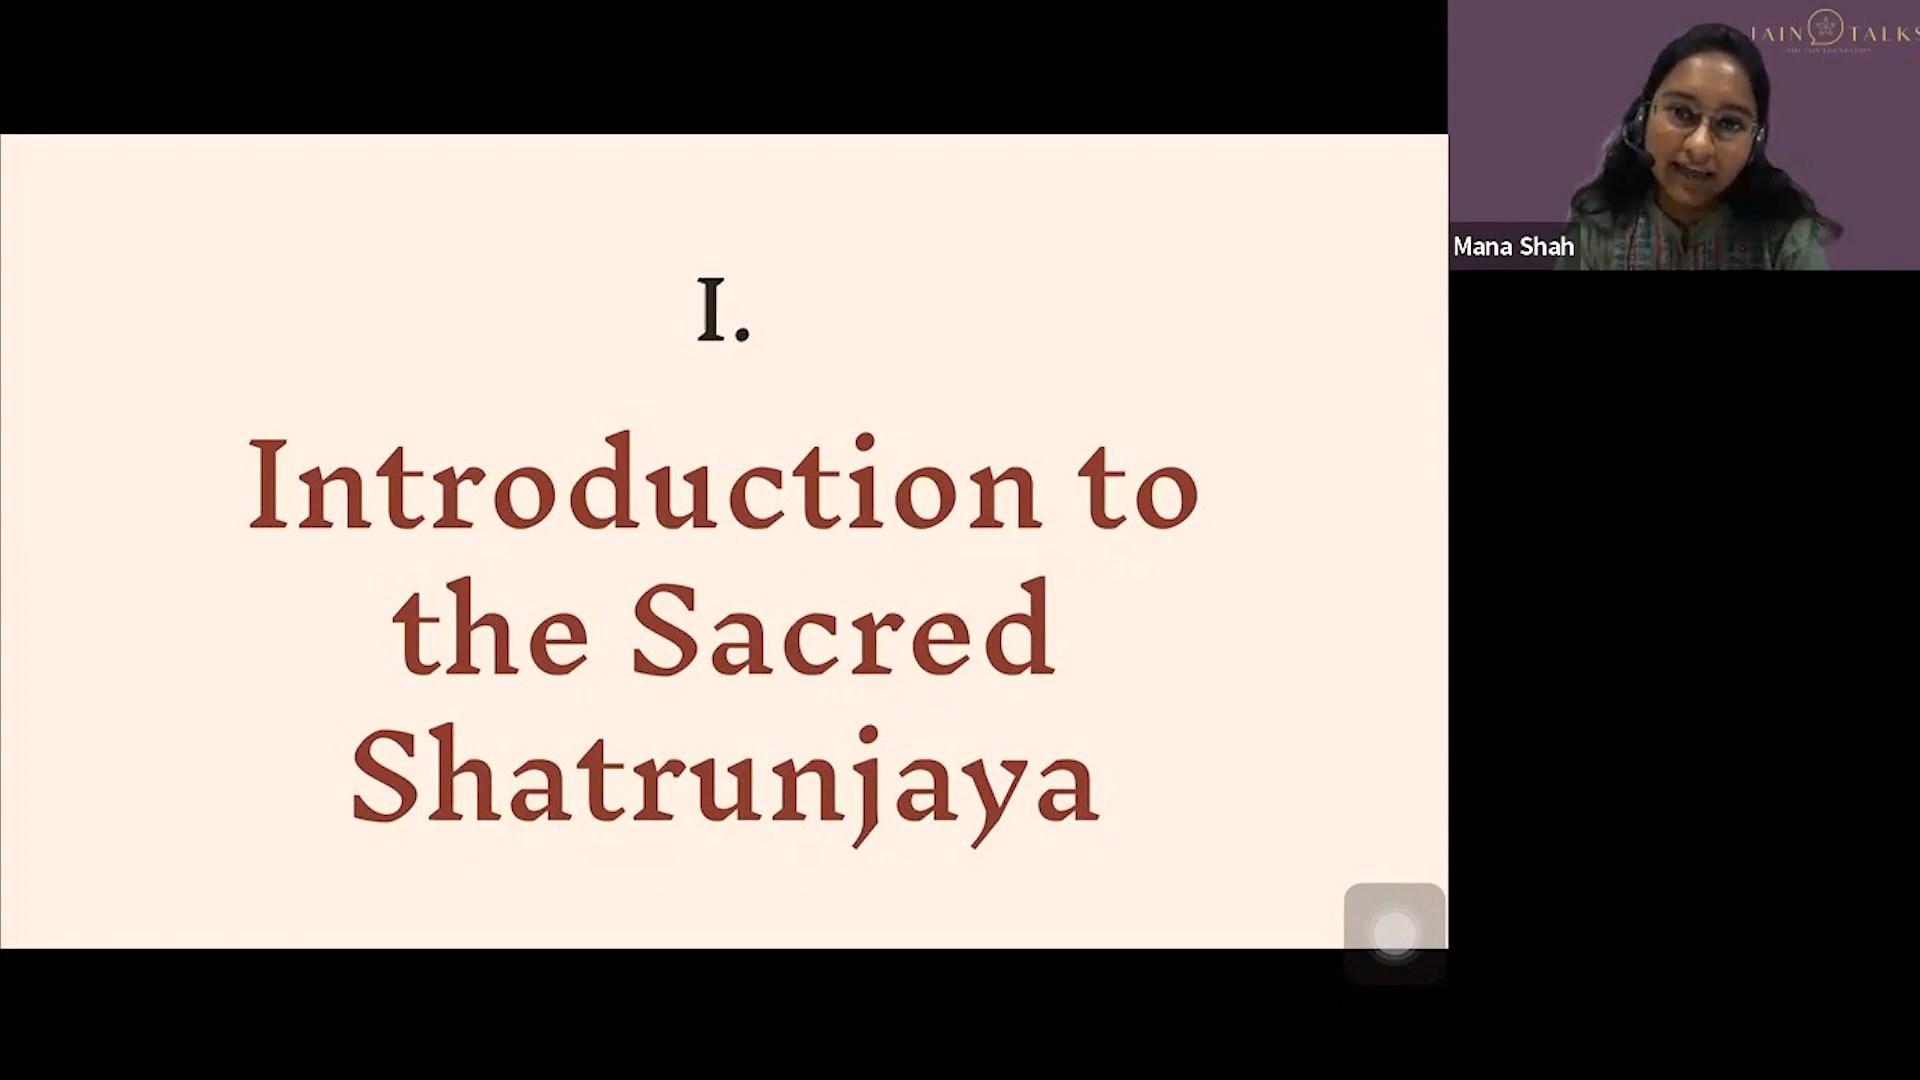 I.
Introduction to
the Sacred
Shatrunjaya
JAIN TALKS
Mana Shah